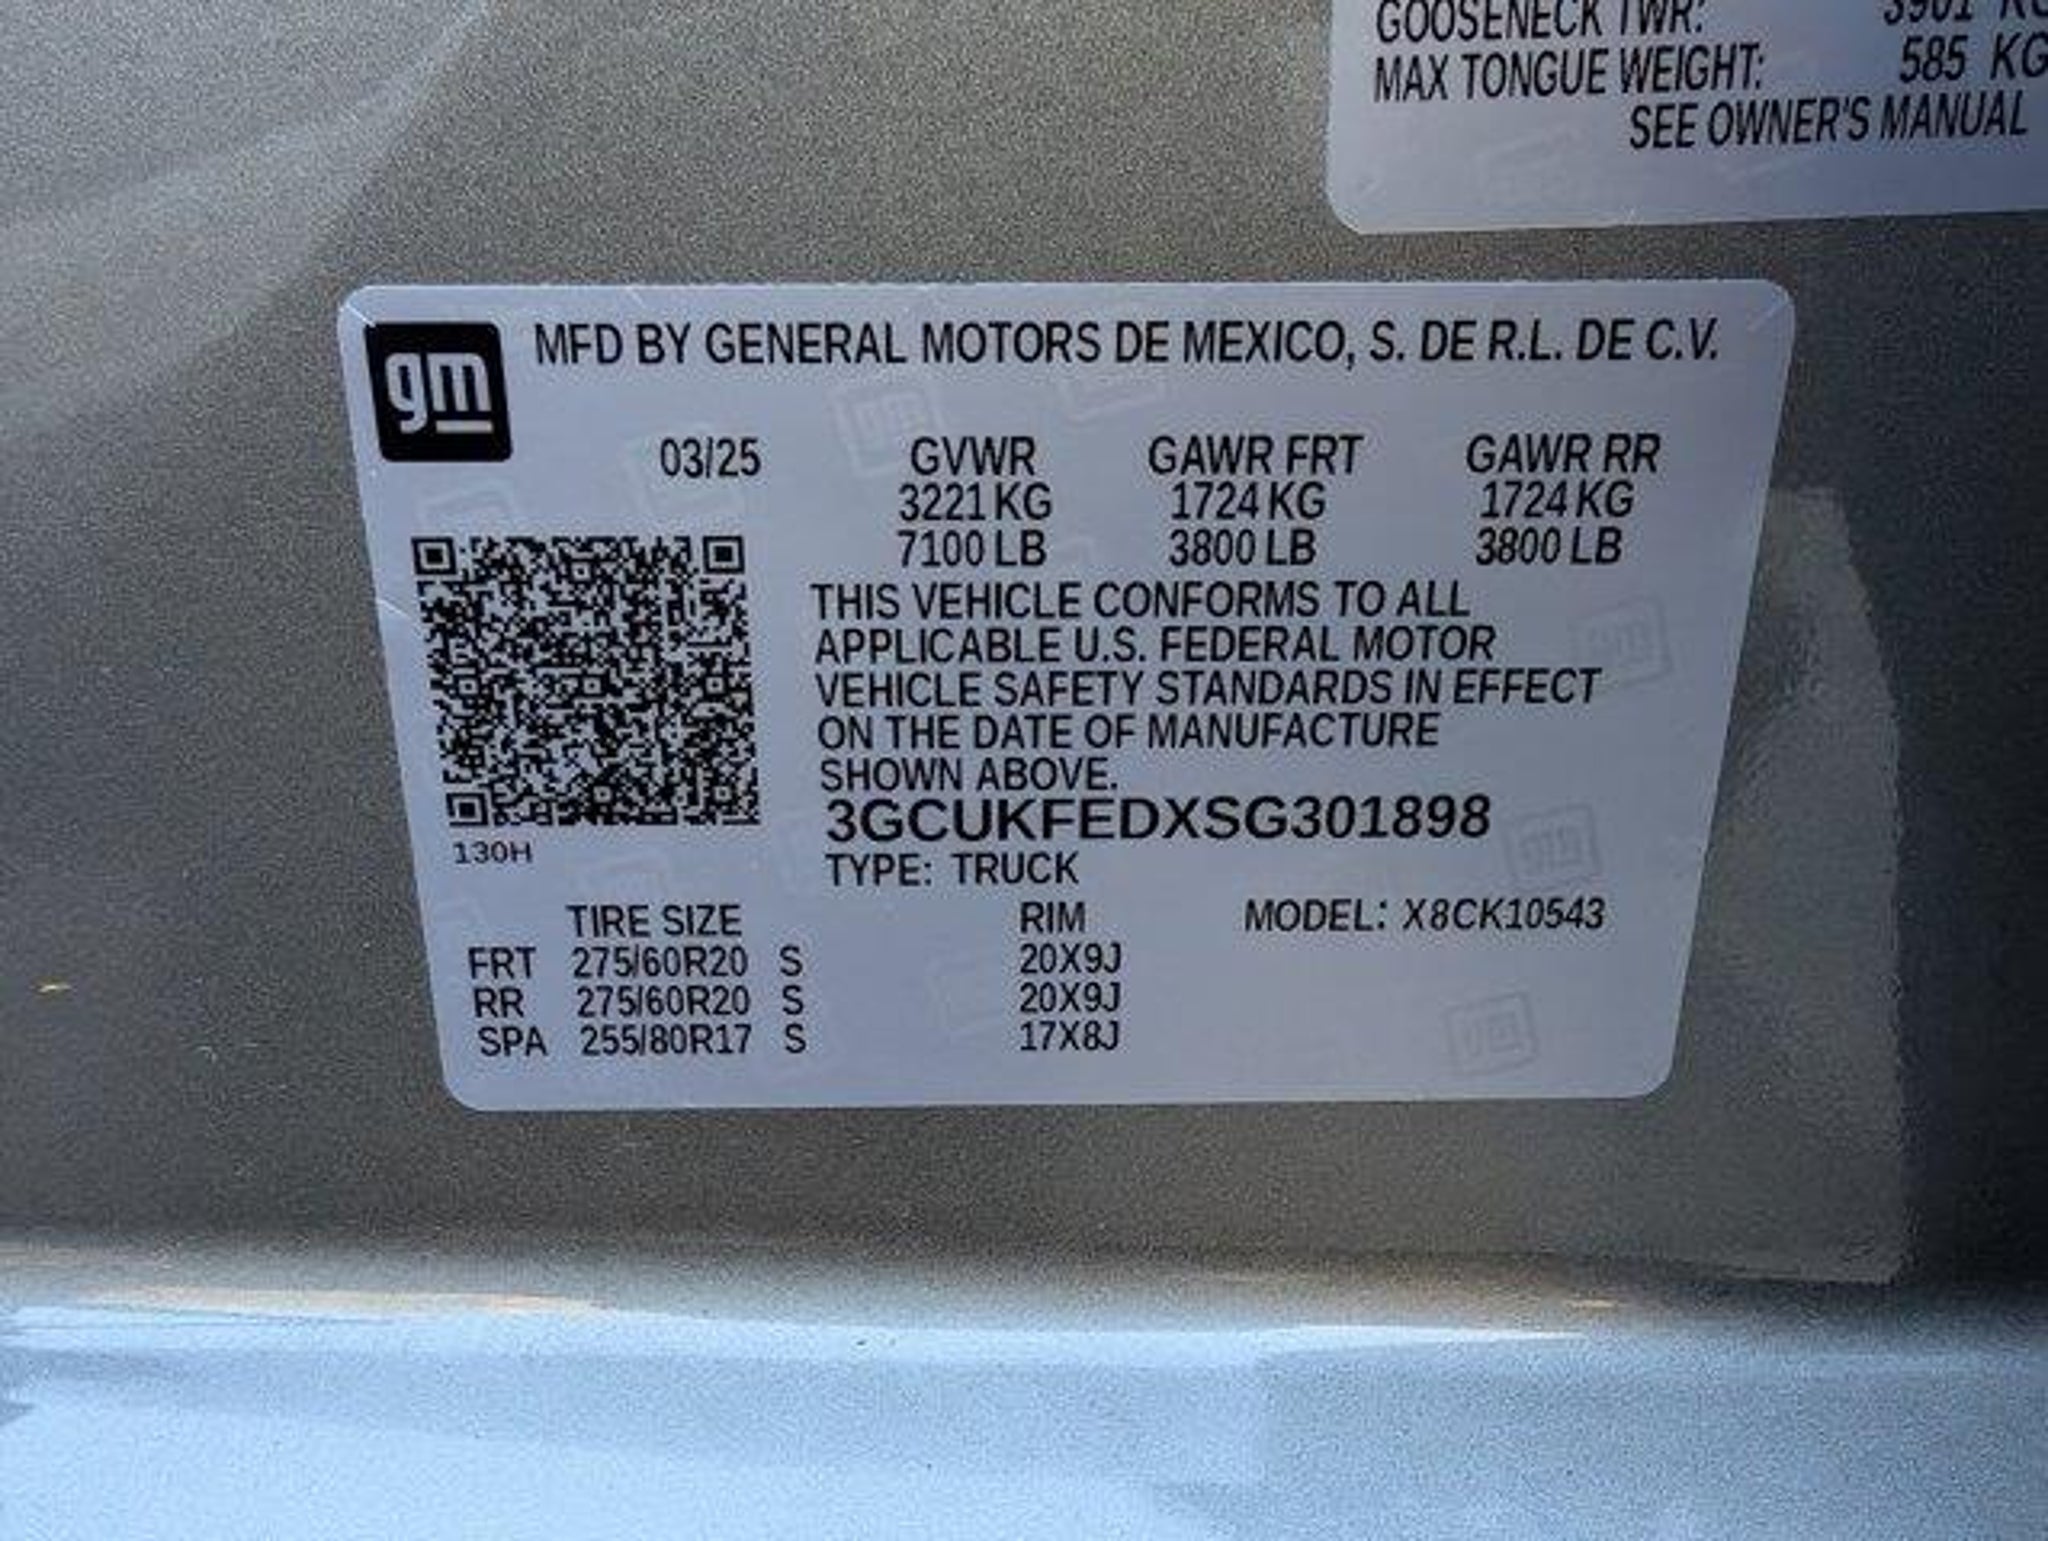 GOOSENECK TWR: 3901 KG
MAX TONGUE WEIGHT: 585 KG
SEE OWNER'S MANUAL
gm
MFD BY GENERAL MOTORS DE MEXICO, S. DE R.L. DE C.V.
03/25 GVWR GAWR FRT GAWR RR
3221 KG 1724 KG 1724 KG
7100 LB 3800 LB 3800 LB
THIS VEHICLE CONFORMS TO ALL
APPLICABLE U.S. FEDERAL MOTOR
VEHICLE SAFETY STANDARDS IN EFFECT
ON THE DATE OF MANUFACTURE
SHOWN ABOVE.
3GCUKFEDXSG301898
130H
TYPE: TRUCK
TIRE SIZE RIM MODEL: X8CK10543
FRT 275/60R20 S 20X9J
RR 275/60R20 S 20X9J
SPA 255/80R17 S 17X8J